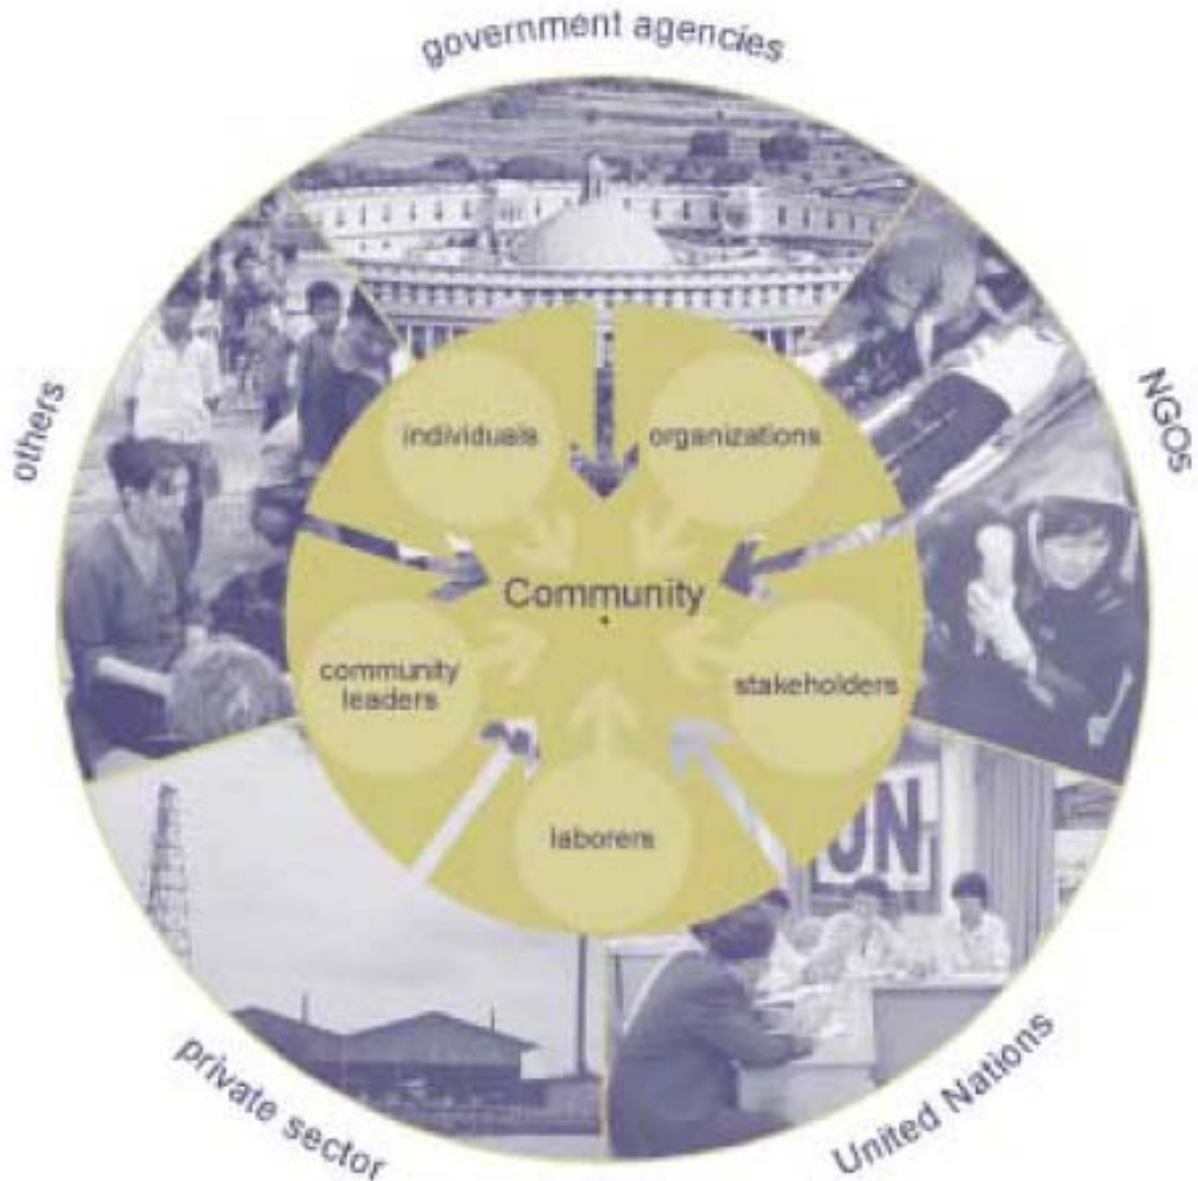 government agencies
others
NGOs
individuals
organizations
Community
community
leaders
stakeholders
laborers
UN
private sector
United Nations